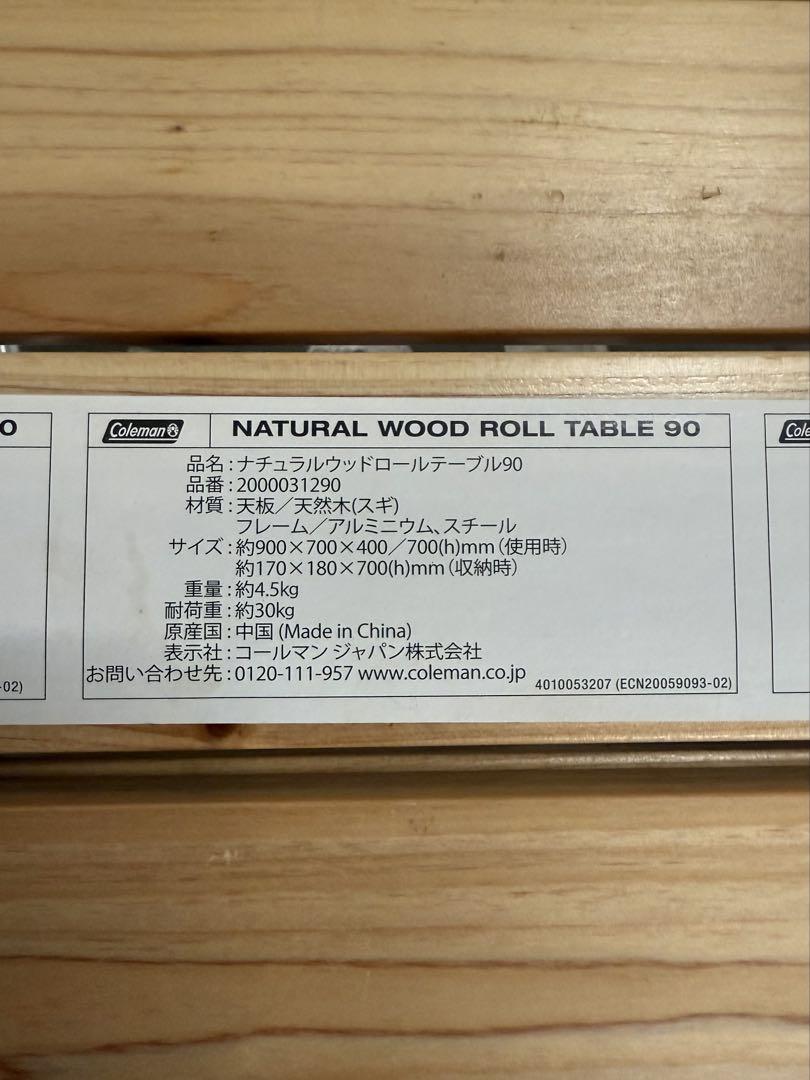 Coleman
NATURAL WOOD ROLL TABLE 90
品名:ナチュラルウッドロールテーブル90
品番:2000031290
材質:天板/天然木(スギ)
フレーム/アルミニウム、スチール
サイズ:約900×700×400/700(h)mm(使用時)
約170×180×700(h)mm(収納時)
重量:約4.5kg
耐荷重:約30kg
原産国:中国 (Made in China)
表示社:コールマン ジャパン株式会社
お問い合わせ先:0120-111-957 www.coleman.co.jp
4010053207 (ECN20059093-02)
0
-02)
Cole